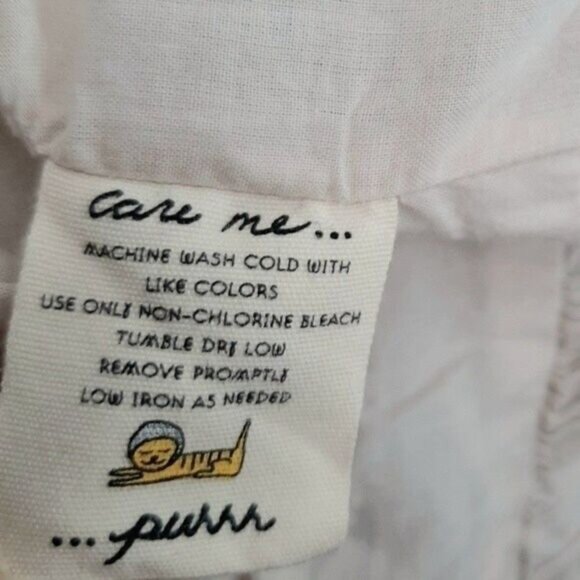 care me...
MACHINE WASH COLD WITH
LIKE COLORS
USE ONLY NON-CHLORINE BLEACH
TUMBLE DRY LOW
REMOVE PROMPTLY
LOW IRON AS NEEDED
... purrr